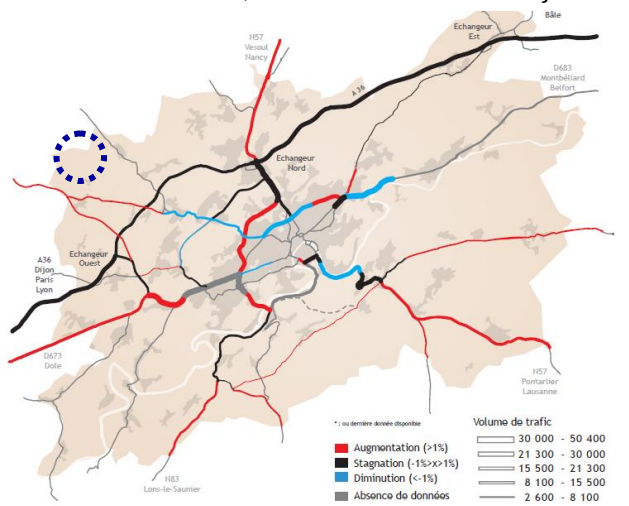 Bâle
Echangeur
Est
N57
Vesoul
Nancy
D683
Montbéliard
Belfort
A 36
Echangeur
Nord
A36
Dijon
Paris
Lyon
Echangeur
Ouest
D673
Dole
N57
Pontarlier
Lausanne
N83
Lons-le-Saunier
* : ou dernière donnée disponible
Augmentation (>1%)
Stagnation (-1%>x>1%)
Diminution (<-1%)
Absence de données
Volume de trafic
30 000 - 50 400
21 300 - 30 000
15 500 - 21 300
8 100 - 15 500
2 600 - 8 100